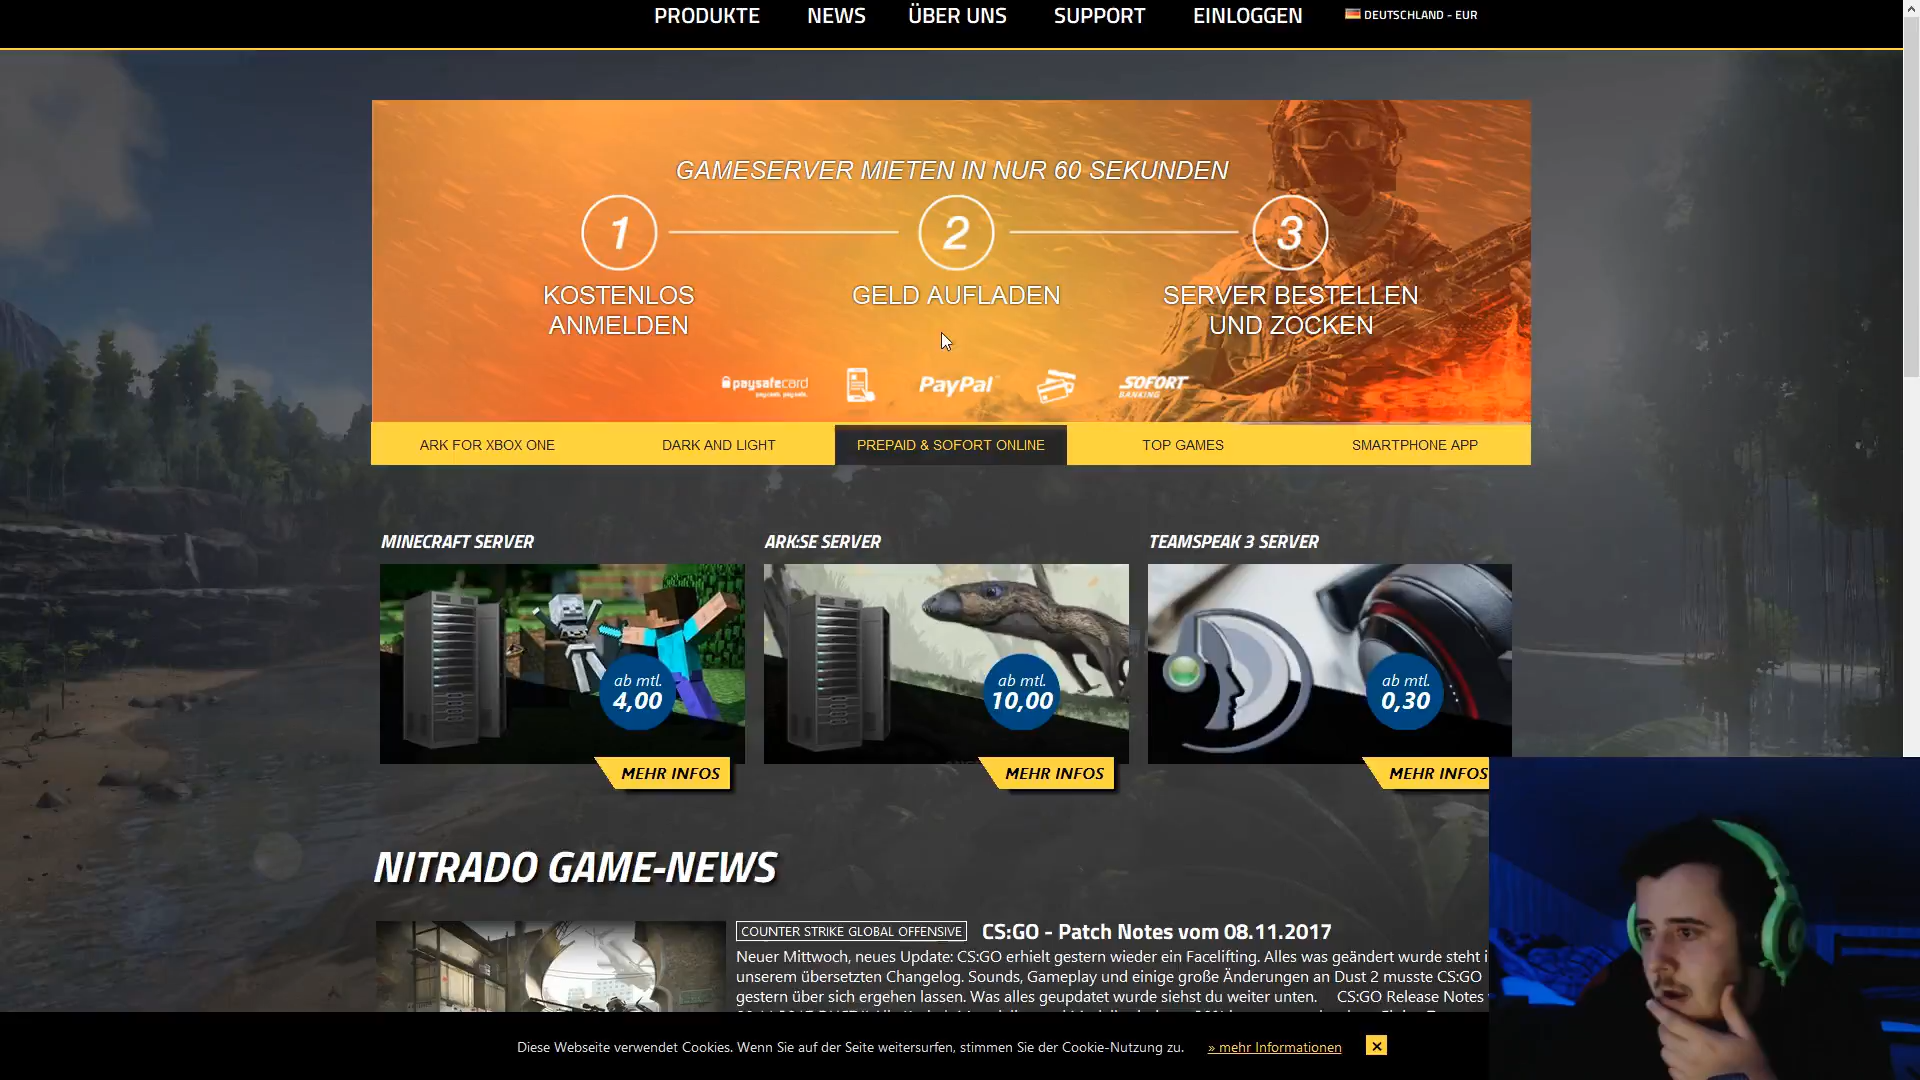 PRODUKTE NEWS ÜBER UNS SUPPORT EINLOGGEN DEUTSCHLAND - EUR
GAMESERVER MIETEN IN NUR 60 SEKUNDEN
1 2 3
KOSTENLOS ANMELDEN
GELD AUFLADEN
SERVER BESTELLEN
UND ZOCKEN
paysafecard PayPal SOFORT
BANKING
ARK FOR XBOX ONE DARK AND LIGHT PREPAID & SOFORT ONLINE TOP GAMES SMARTPHONE APP
MINECRAFT SERVER
ab mtl.
4,00
MEHR INFOS
ARK:SE SERVER
ab mtl.
10,00
MEHR INFOS
TEAMSPEAK 3 SERVER
ab mtl.
0,30
MEHR INFOS
NITRADO GAME-NEWS
COUNTER STRIKE GLOBAL OFFENSIVE CS:GO - Patch Notes vom 08.11.2017
Neuer Mittwoch, neues Update: CS:GO erhielt gestern wieder ein Facelifting. Alles was geändert wurde steht i
unserem übersetzten Changelog. Sounds, Gameplay und einige große Änderungen an Dust 2 musste CS:GO
gestern über sich ergehen lassen. Was alles geupdatet wurde siehst du weiter unten. CS:GO Release Notes
Diese Webseite verwendet Cookies. Wenn Sie auf der Seite weitersurfen, stimmen Sie der Cookie-Nutzung zu. » mehr Informationen